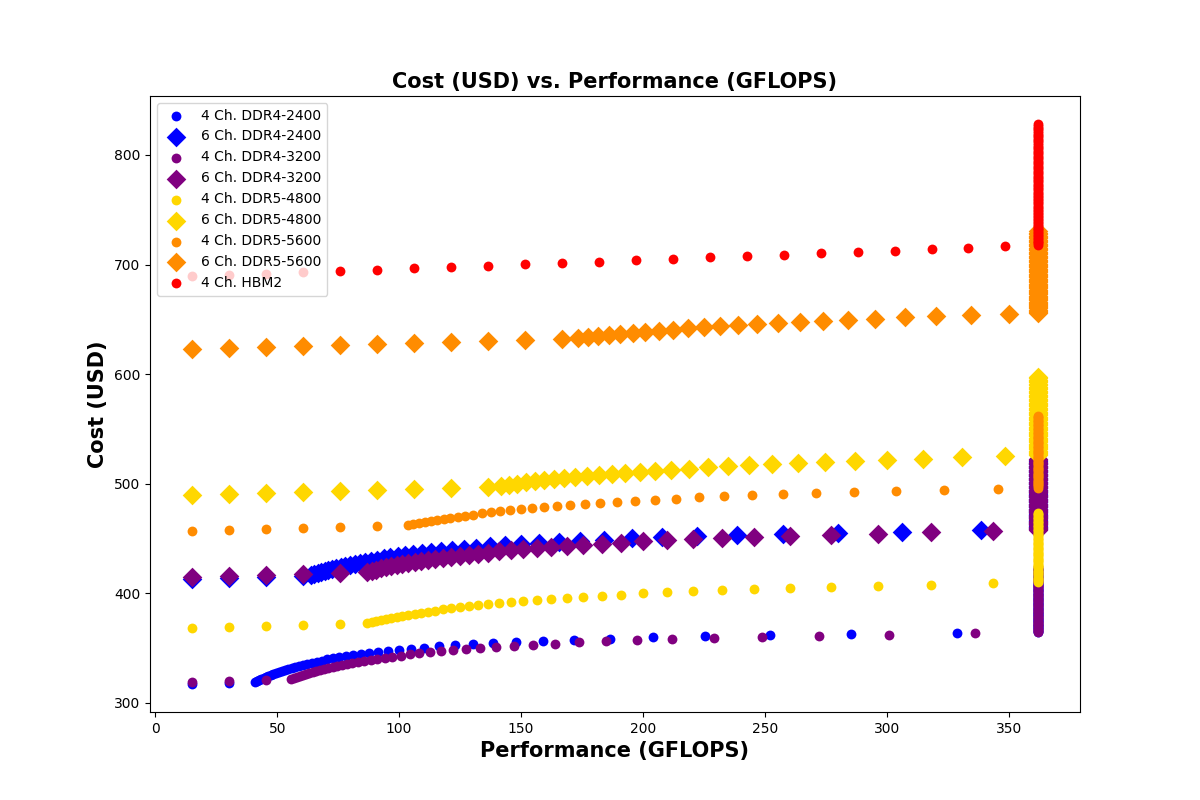 Cost (USD) vs. Performance (GFLOPS)
4 Ch. DDR4-2400
6 Ch. DDR4-2400
4 Ch. DDR4-3200
6 Ch. DDR4-3200
4 Ch. DDR5-4800
6 Ch. DDR5-4800
4 Ch. DDR5-5600
6 Ch. DDR5-5600
4 Ch. HBM2
Cost (USD)
800
700
600
500
400
300
0 50 100 150 200 250 300 350
Performance (GFLOPS)